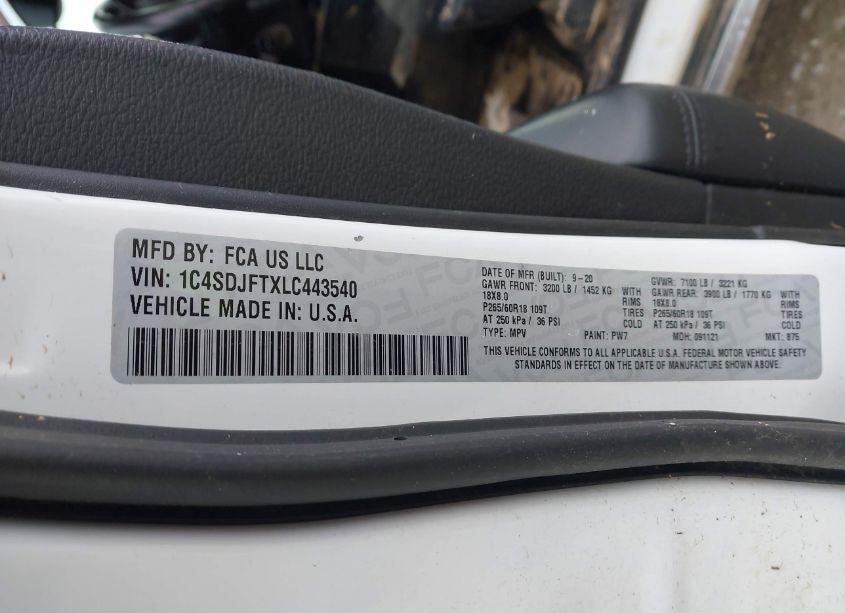 MFD BY: FCA US LLC
VIN: 1C4SDJFTXLC443540
VEHICLE MADE IN: U.S.A.
DATE OF MFR (BUILT): 9-20 GVWR: 7100 LB / 3221 KG
GAWR FRONT: 3200 LB / 1452 KG WITH GAWR REAR: 3900 LB / 1770 KG WITH
18X8.0 RIMS 18X8.0 RIMS
P265/60R18 109T TIRES P265/60R18 109T TIRES
AT 250 kPa / 36 PSI COLD AT 250 kPa / 36 PSI COLD
TYPE: MPV PAINT: PW7 MDH: 091121 MKT: 875
THIS VEHICLE CONFORMS TO ALL APPLICABLE U.S.A. FEDERAL MOTOR VEHICLE SAFETY
STANDARDS IN EFFECT ON THE DATE OF MANUFACTURE SHOWN ABOVE.